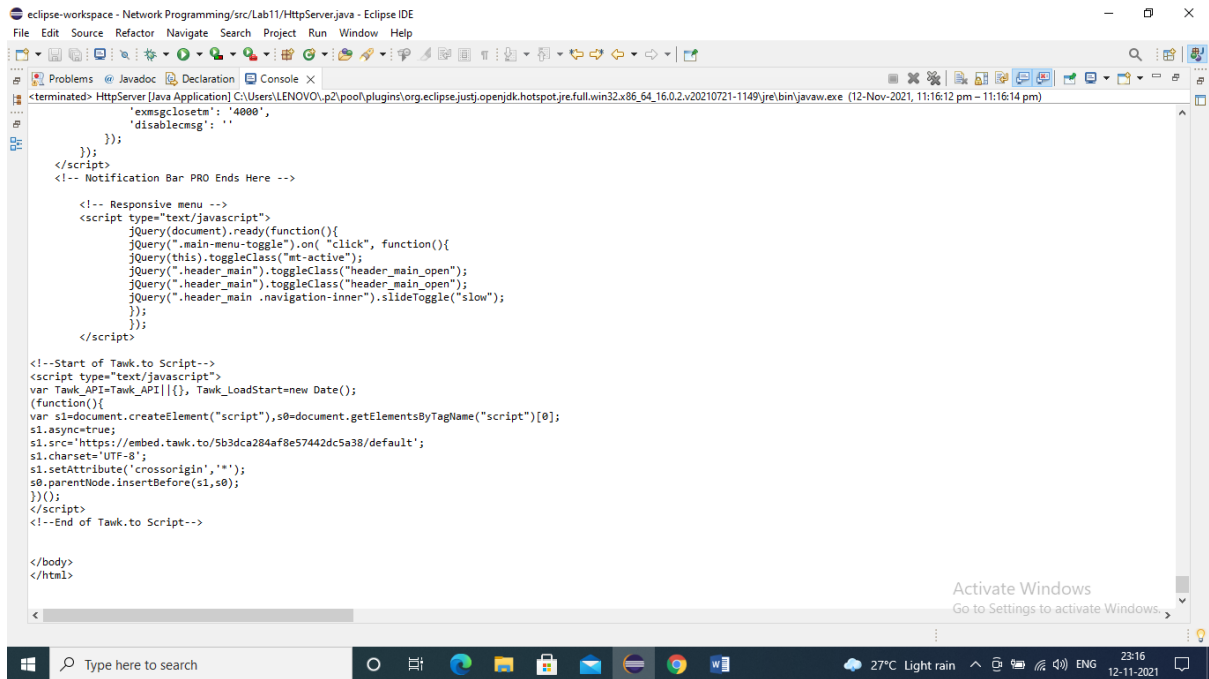 eclipse-workspace - Network Programming/src/Lab11/HttpServer.java - Eclipse IDE
File Edit Source Refactor Navigate Search Project Run Window Help
Problems @ Javadoc Declaration Console
<terminated> HttpServer [Java Application] C:\Users\LENOVO\.p2\pool\plugins\org.eclipse.justj.openjdk.hotspot.jre.full.win32.x86_64_16.0.2.v20210721-1149\jre\bin\javaw.exe (12-Nov-2021, 11:16:12 pm – 11:16:14 pm)
'exmsgclosetm': '4000',
'disablecmsg': ''
});
});
</script>
<!-- Notification Bar PRO Ends Here -->
<!-- Responsive menu -->
<script type="text/javascript">
jQuery(document).ready(function(){
jQuery(".main-menu-toggle").on( "click", function(){
jQuery(this).toggleClass("mt-active");
jQuery(".header_main").toggleClass("header_main_open");
jQuery(".header_main").toggleClass("header_main_open");
jQuery(".header_main .navigation-inner").slideToggle("slow");
});
});
</script>
<!--Start of Tawk.to Script-->
<script type="text/javascript">
var Tawk_API=Tawk_API||{}, Tawk_LoadStart=new Date();
(function(){
var s1=document.createElement("script"),s0=document.getElementsByTagName("script")[0];
s1.async=true;
s1.src='https://embed.tawk.to/5b3dca284af8e57442dc5a38/default';
s1.charset='UTF-8';
s1.setAttribute('crossorigin','*');
s0.parentNode.insertBefore(s1,s0);
})();
</script>
<!--End of Tawk.to Script-->
</body>
</html>
Activate Windows
Go to Settings to activate Windows.
Type here to search
27°C Light rain
ENG
23:16
12-11-2021